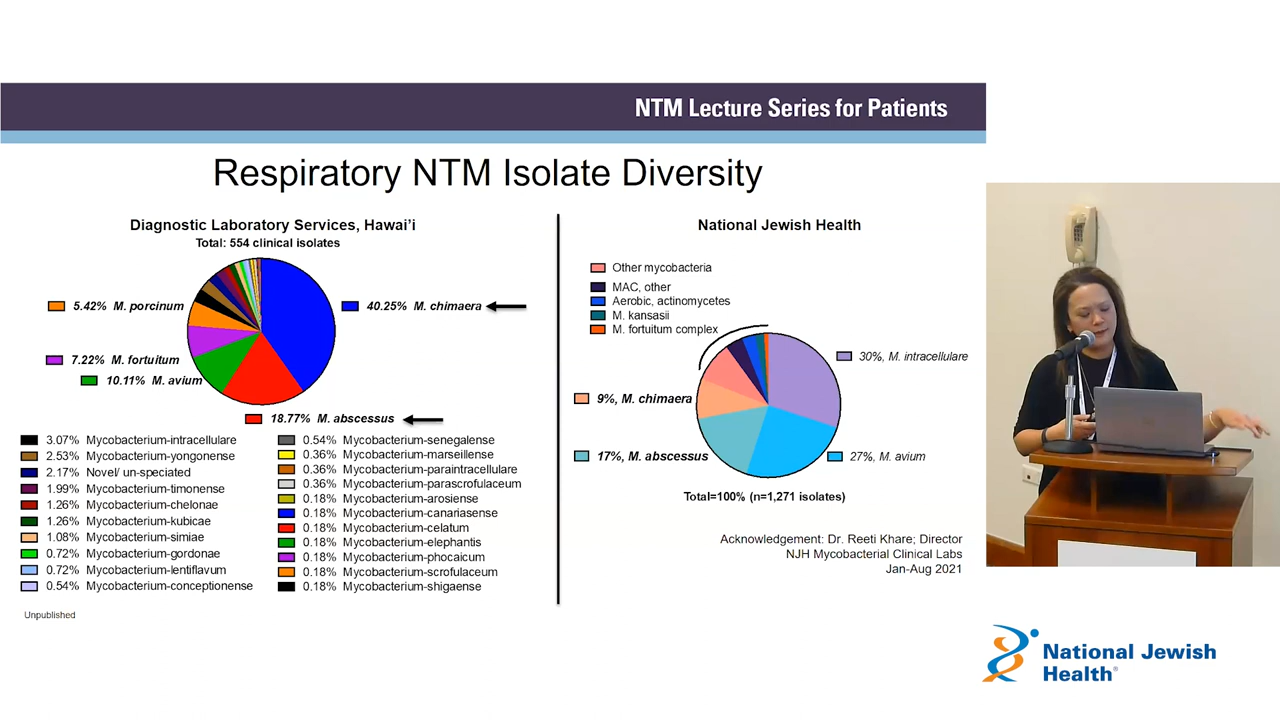 NTM Lecture Series for Patients
Respiratory NTM Isolate Diversity
Diagnostic Laboratory Services, Hawai'i
Total: 554 clinical isolates
5.42% M. porcinum
40.25% M. chimaera
7.22% M. fortuitum
10.11% M. avium
18.77% M. abscessus
3.07% Mycobacterium-intracellulare
2.53% Mycobacterium-yongonense
2.17% Novel/ un-speciated
1.99% Mycobacterium-timonense
1.26% Mycobacterium-chelonae
1.26% Mycobacterium-kubicae
1.08% Mycobacterium-simiae
0.72% Mycobacterium-gordonae
0.72% Mycobacterium-lentiflavum
0.54% Mycobacterium-conceptionense
0.54% Mycobacterium-senegalense
0.36% Mycobacterium-marseillense
0.36% Mycobacterium-paraintracellulare
0.36% Mycobacterium-parascrofulaceum
0.18% Mycobacterium-arosiense
0.18% Mycobacterium-canariasense
0.18% Mycobacterium-celatum
0.18% Mycobacterium-elephantis
0.18% Mycobacterium-phocaicum
0.18% Mycobacterium-scrofulaceum
0.18% Mycobacterium-shigaense
Unpublished
National Jewish Health
Other mycobacteria
MAC, other
Aerobic, actinomycetes
M. kansasii
M. fortuitum complex
30%, M. intracellulare
9%, M. chimaera
17%, M. abscessus
27%, M. avium
Total=100% (n=1,271 isolates)
Acknowledgement: Dr. Reeti Khare; Director
NJH Mycobacterial Clinical Labs
Jan-Aug 2021
National Jewish
Health®